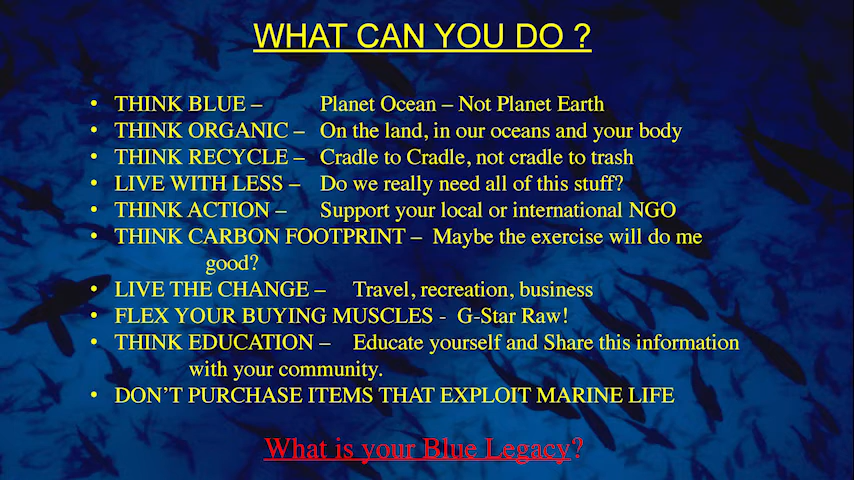 WHAT CAN YOU DO ?
• THINK BLUE – Planet Ocean – Not Planet Earth
• THINK ORGANIC – On the land, in our oceans and your body
• THINK RECYCLE – Cradle to Cradle, not cradle to trash
• LIVE WITH LESS – Do we really need all of this stuff?
• THINK ACTION – Support your local or international NGO
• THINK CARBON FOOTPRINT – Maybe the exercise will do me
good?
• LIVE THE CHANGE – Travel, recreation, business
• FLEX YOUR BUYING MUSCLES - G-Star Raw!
• THINK EDUCATION – Educate yourself and Share this information
with your community.
• DON’T PURCHASE ITEMS THAT EXPLOIT MARINE LIFE
What is your Blue Legacy?